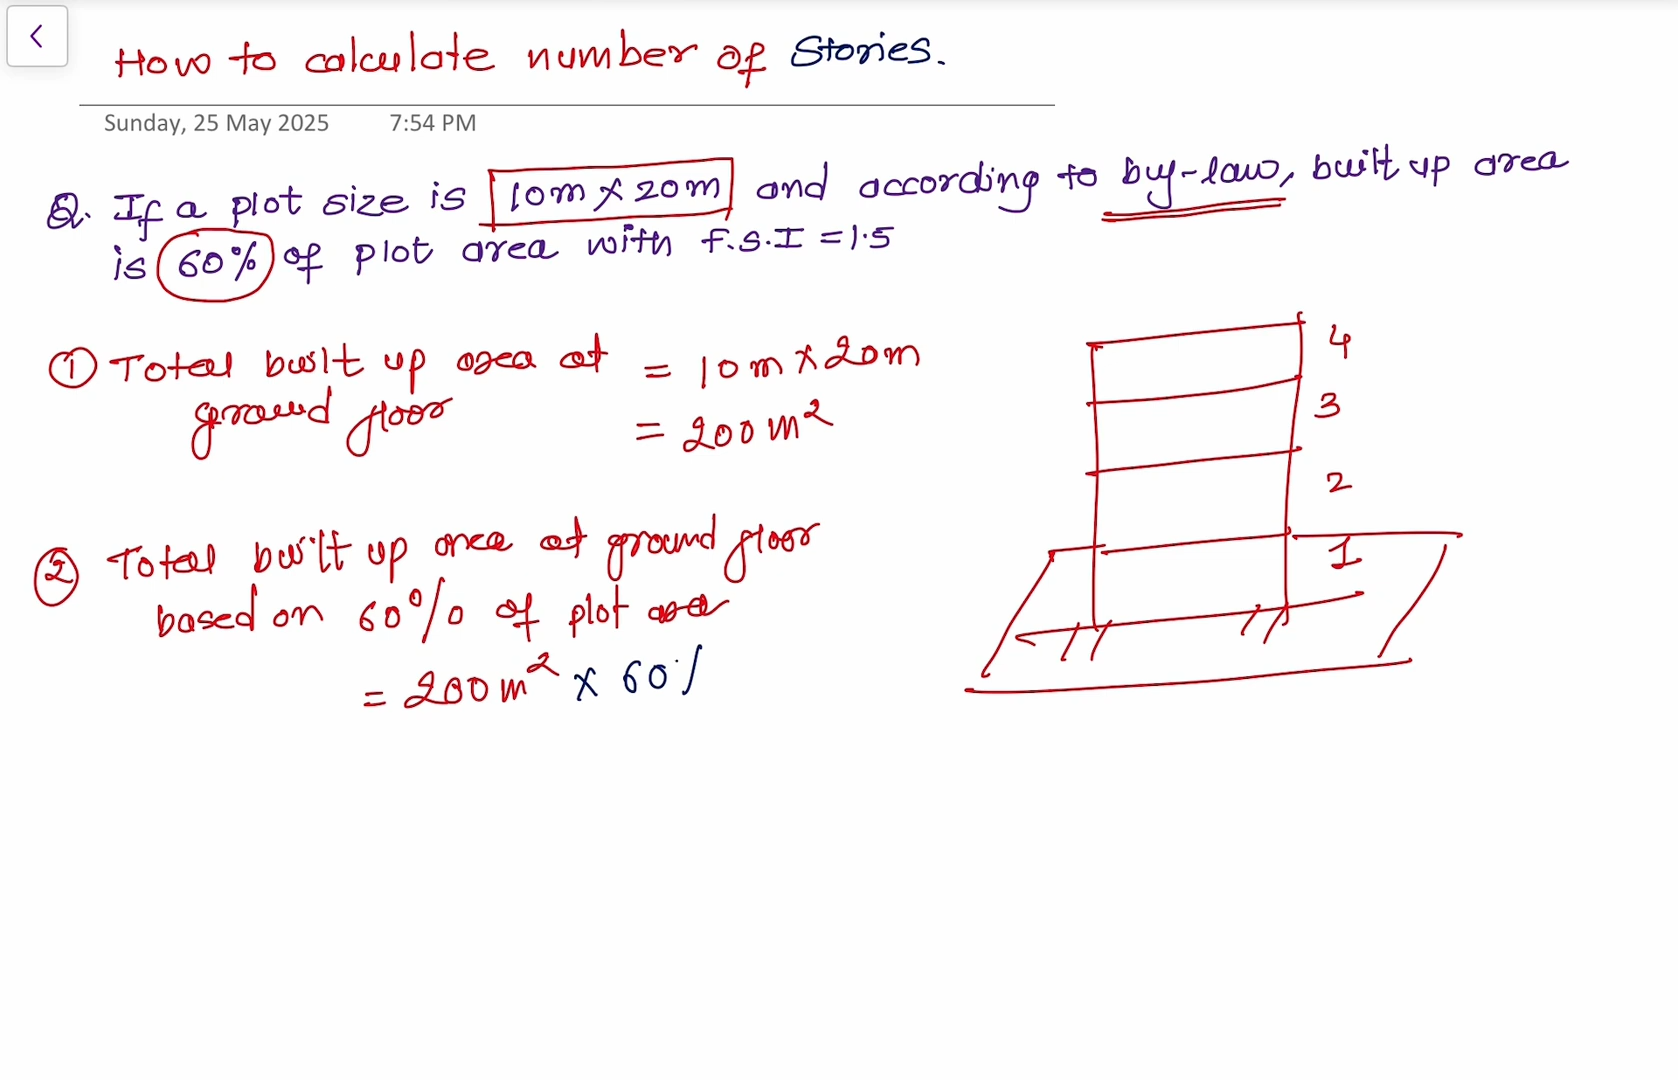 How to calculate number of Stories.
Sunday, 25 May 2025 7:54 PM
Q. If a plot size is 10m x 20m and according to by-law, built up area
is 60% of plot area with F.S.I = 1.5
① Total built up area at = 10m x 20m
ground floor = 200 m²
② Total built up area at ground floor
based on 60% of plot area
= 200 m² x 60%
4
3
2
1